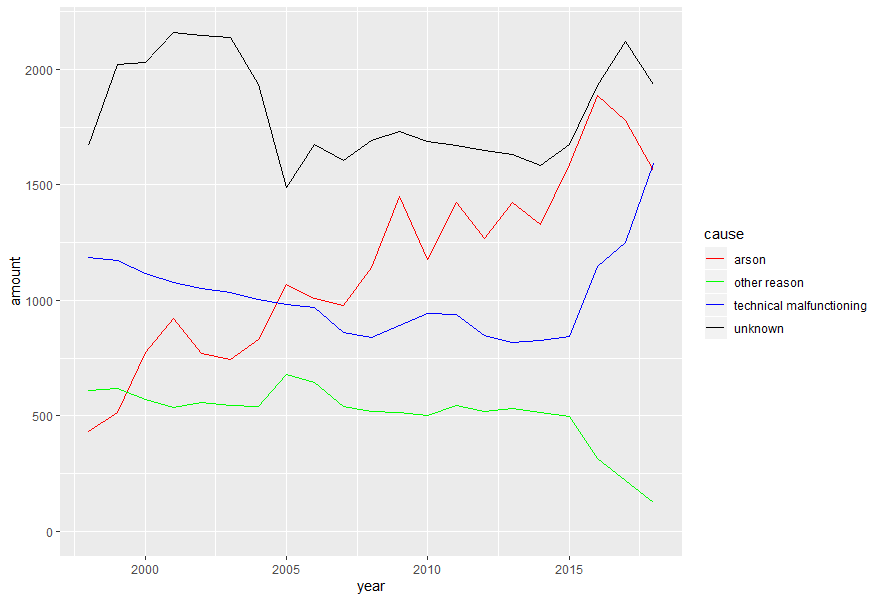 2000
1500
1000
500
0
amount
2000
2005
2010
2015
year
cause
arson
other reason
technical malfunctioning
unknown